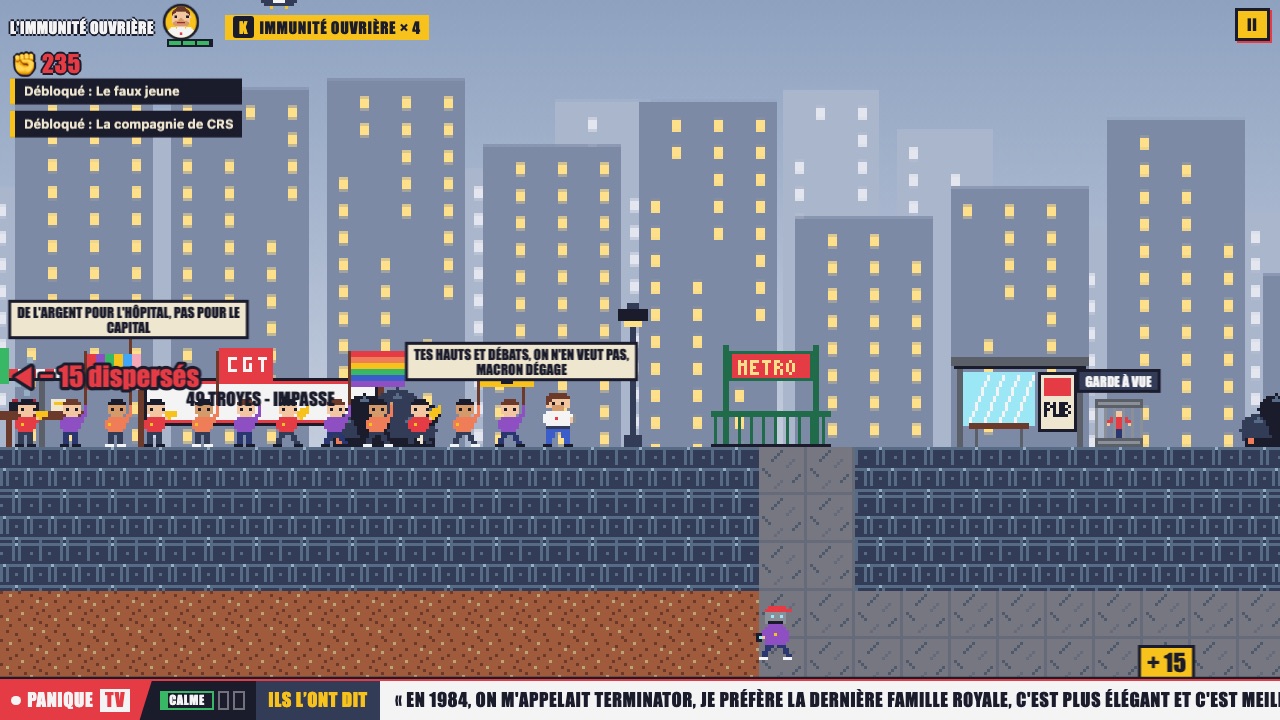 L'IMMUNITÉ OUVRIÈRE
K IMMUNITÉ OUVRIÈRE × 4
235
Débloqué : Le faux jeune
Débloqué : La compagnie de CRS
DE L'ARGENT POUR L'HÔPITAL, PAS POUR LE
CAPITAL
TES HAUTS ET DÉBATS, ON N'EN VEUT PAS,
MACRON DÉGAGE
CGT
– 15 dispersés
49.TROYES - IMPASSE
METRO
PUB
GARDE À VUE
+ 15
PANIQUE TV
CALME
ILS L'ONT DIT
« EN 1984, ON M'APPELAIT TERMINATOR, JE PRÉFÈRE LA DERNIÈRE FAMILLE ROYALE, C'EST PLUS ÉLÉGANT ET C'EST MEIL